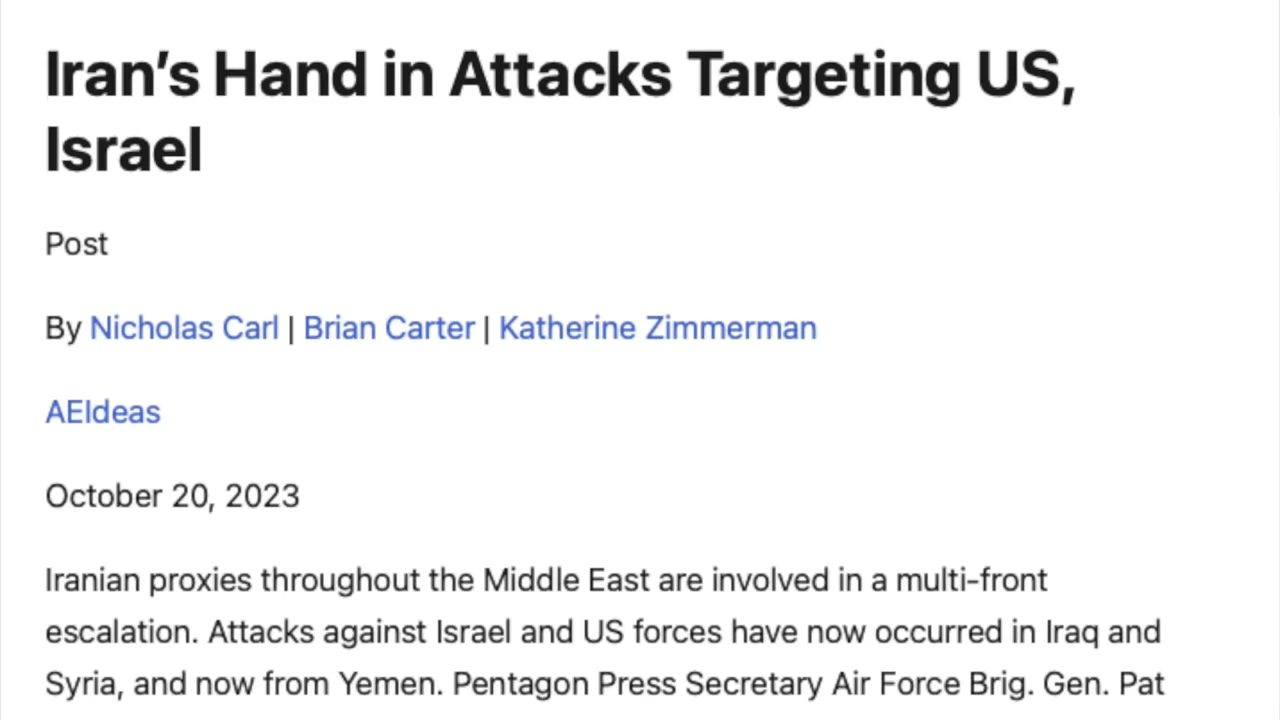 Iran’s Hand in Attacks Targeting US,
Israel
Post
By Nicholas Carl | Brian Carter | Katherine Zimmerman
AEIdeas
October 20, 2023
Iranian proxies throughout the Middle East are involved in a multi-front
escalation. Attacks against Israel and US forces have now occurred in Iraq and
Syria, and now from Yemen. Pentagon Press Secretary Air Force Brig. Gen. Pat